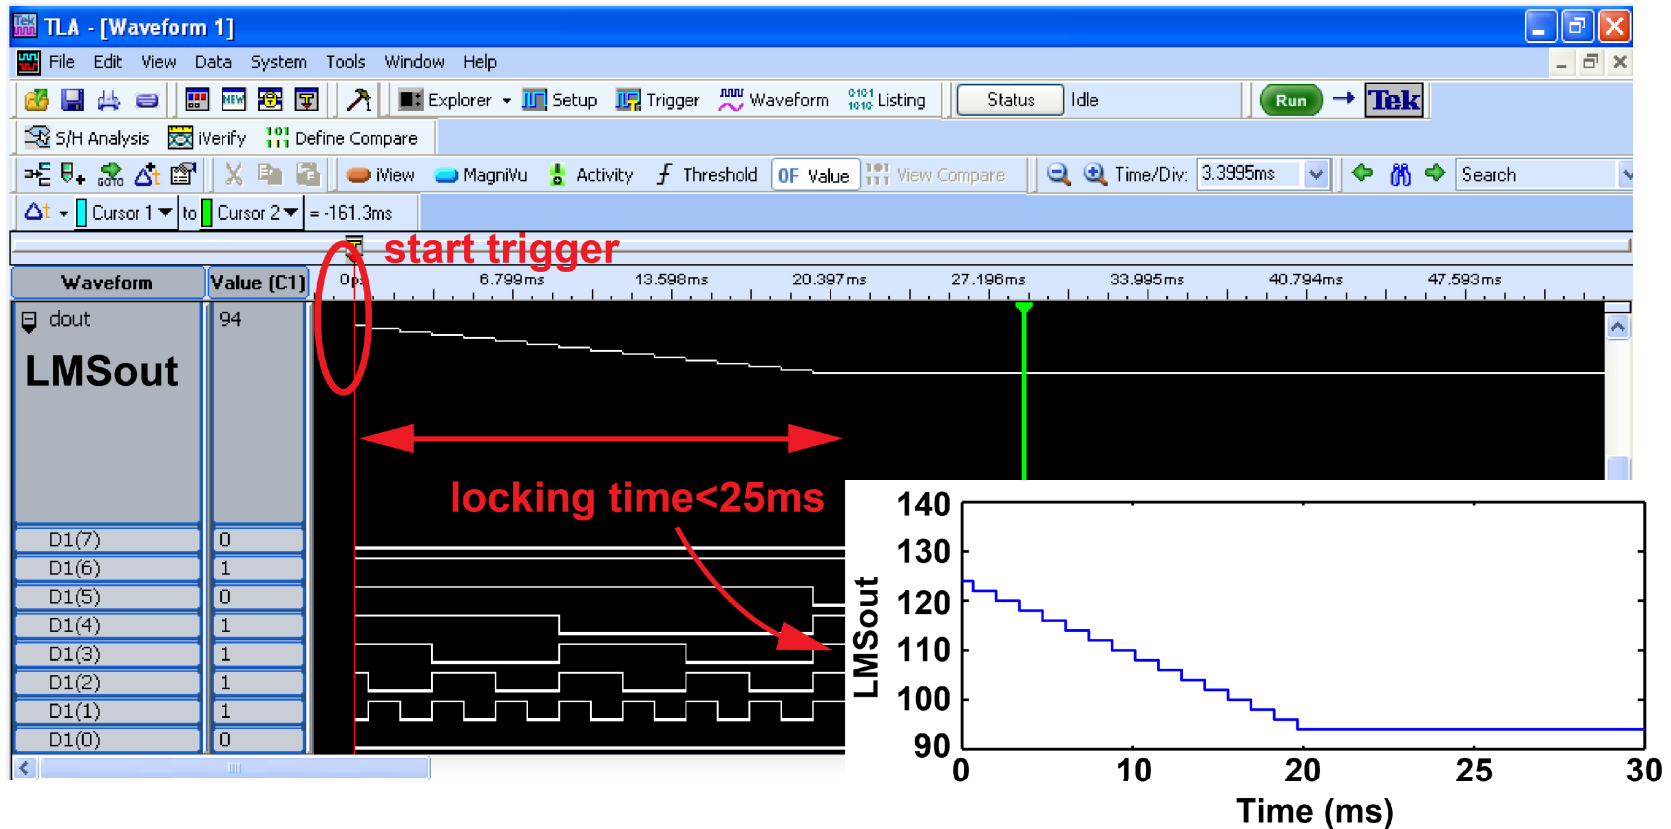 TLA - [Waveform 1]
File Edit View Data System Tools Window Help
Explorer Setup Trigger Waveform Listing Status Idle Run Tek
S/H Analysis iVerify Define Compare
iView MagniVu Activity Threshold Value View Compare Time/Div: 3.3995ms Search
Cursor 1 to Cursor 2 = -161.3ms
start trigger
Waveform Value (C1) 0ps 6.799ms 13.598ms 20.397ms 27.196ms 33.995ms 40.794ms 47.593ms
dout 94
LMSout
locking time<25ms
D1(7) 0
D1(6) 1
D1(5) 0
D1(4) 1
D1(3) 1
D1(2) 1
D1(1) 1
D1(0) 0
140
130
120
110
100
90
LMSout
0 10 20 25 30
Time (ms)